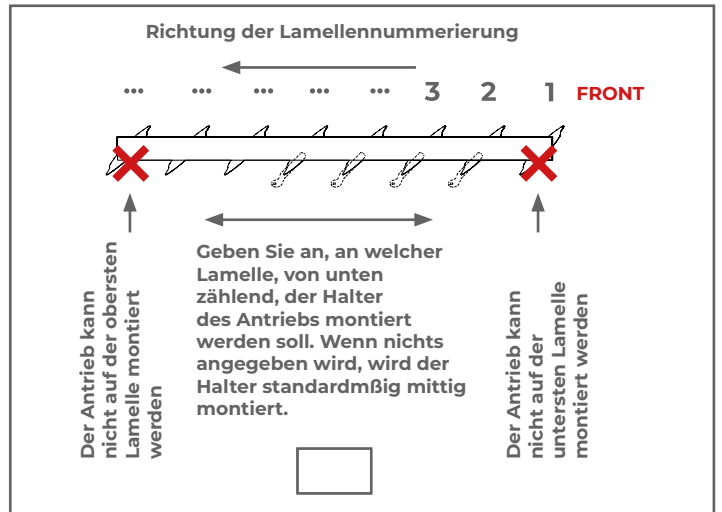 Richtung der Lamellennummerierung
... ... ... ... ... 3 2 1 FRONT
Der Antrieb kann
nicht auf der obersten
Lamelle montiert
werden
Geben Sie an, an welcher
Lamelle, von unten
zählend, der Halter
des Antriebs montiert
werden soll. Wenn nichts
angegeben wird, wird der
Halter standardmßig mittig
montiert.
Der Antrieb kann
nicht auf der
untersten Lamelle
montiert werden